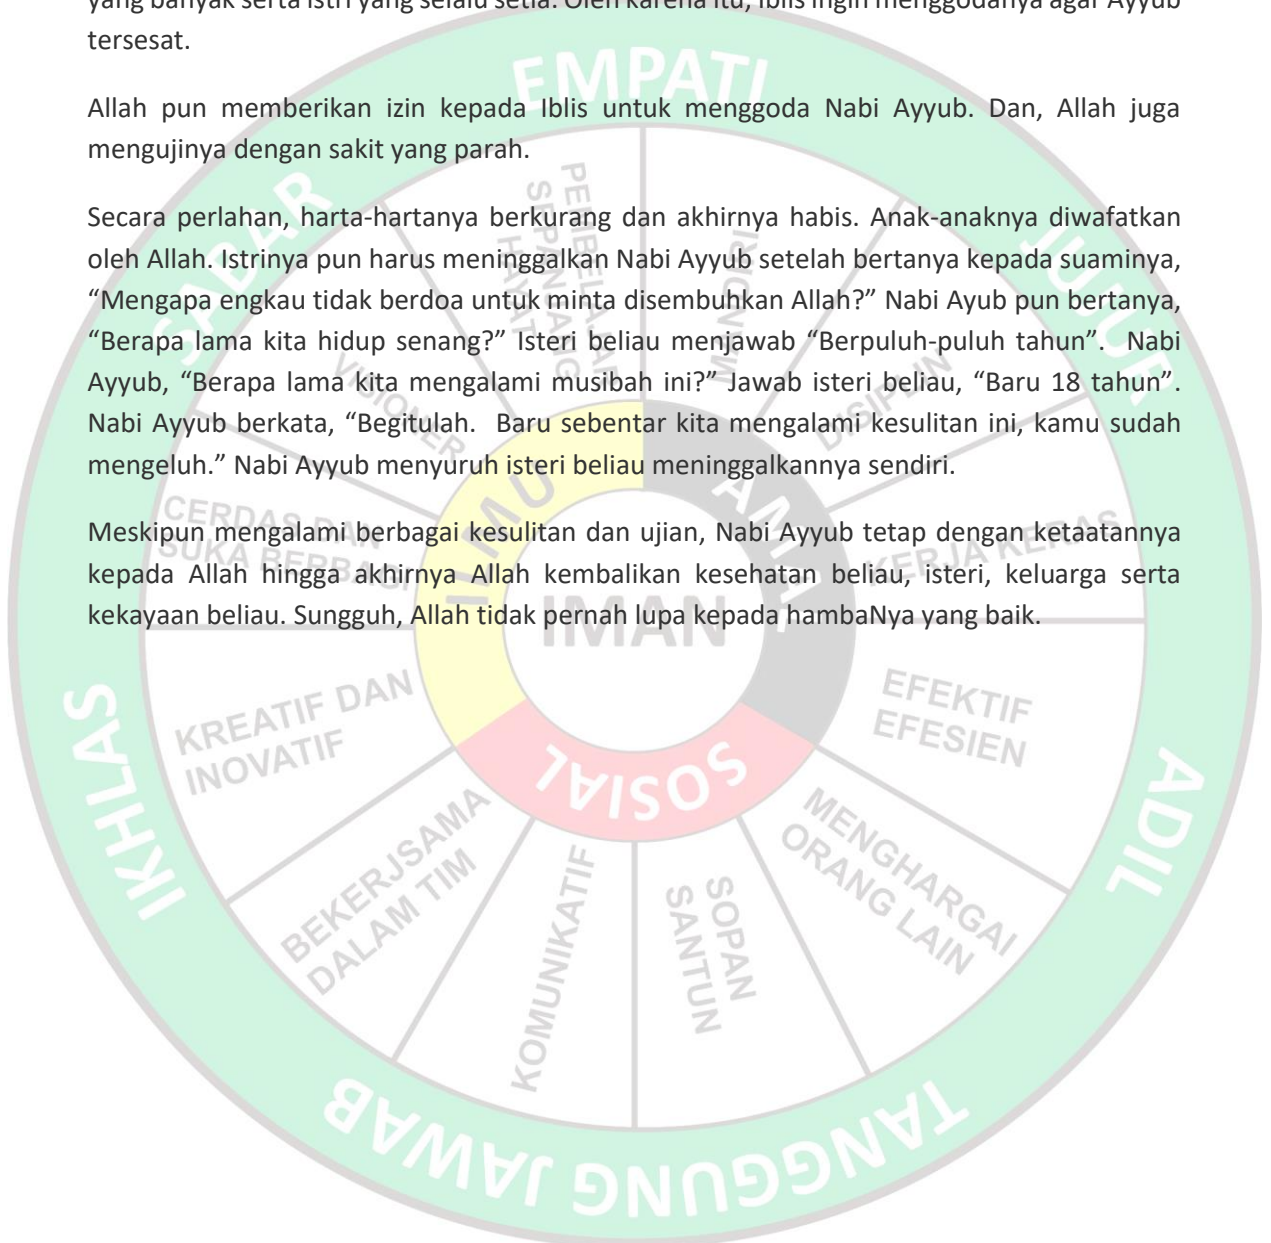 yang banyak serta istri yang selalu setia. Oleh karena itu, Iblis ingin menggodanya agar Ayyub
tersesat.
Allah pun memberikan izin kepada Iblis untuk menggoda Nabi Ayyub. Dan, Allah juga
mengujinya dengan sakit yang parah.
Secara perlahan, harta-hartanya berkurang dan akhirnya habis. Anak-anaknya diwafatkan
oleh Allah. Istrinya pun harus meninggalkan Nabi Ayyub setelah bertanya kepada suaminya,
“Mengapa engkau tidak berdoa untuk minta disembuhkan Allah?” Nabi Ayub pun bertanya,
“Berapa lama kita hidup senang?” Isteri beliau menjawab “Berpuluh-puluh tahun”. Nabi
Ayyub, “Berapa lama kita mengalami musibah ini?” Jawab isteri beliau, “Baru 18 tahun”.
Nabi Ayyub berkata, “Begitulah. Baru sebentar kita mengalami kesulitan ini, kamu sudah
mengeluh.” Nabi Ayyub menyuruh isteri beliau meninggalkannya sendiri.
Meskipun mengalami berbagai kesulitan dan ujian, Nabi Ayyub tetap dengan ketaatannya
kepada Allah hingga akhirnya Allah kembalikan kesehatan beliau, isteri, keluarga serta
kekayaan beliau. Sungguh, Allah tidak pernah lupa kepada hambaNya yang baik.
EMPATI
JUJUR
ADIL
TANGGUNG JAWAB
IKHLAS
SABAR
PEMBELAJAR
SEPANJANG
HAYAT
MANDIRI
DISIPLIN
KERJA KERAS
EFEKTIF
EFESIEN
MENGHARGAI
ORANG LAIN
SOPAN
SANTUN
KOMUNIKATIF
BEKERJSAMA
DALAM TIM
KREATIF DAN
INOVATIF
CERDAS DAN
SUKA BERBAGI
VISIONER
ILMU
AMAL
SOSIAL
IMAN